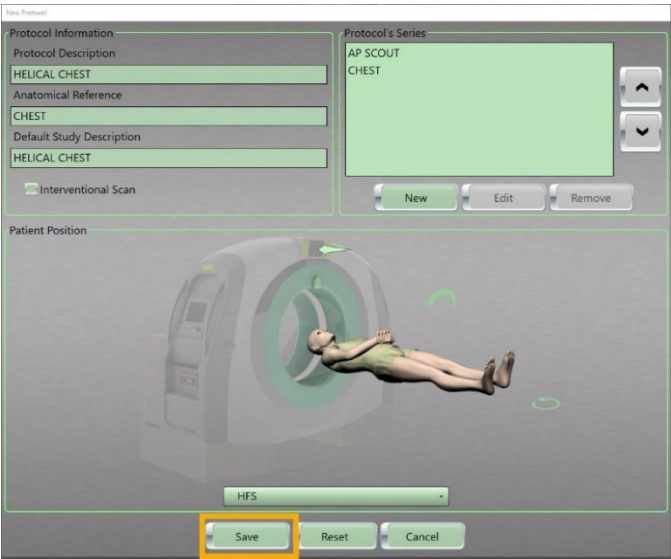 New Protocol
Protocol Information
Protocol Description
HELICAL CHEST
Anatomical Reference
CHEST
Default Study Description
HELICAL CHEST
Interventional Scan
Protocol's Series
AP SCOUT
CHEST
New Edit Remove
Patient Position
HFS
Save Reset Cancel